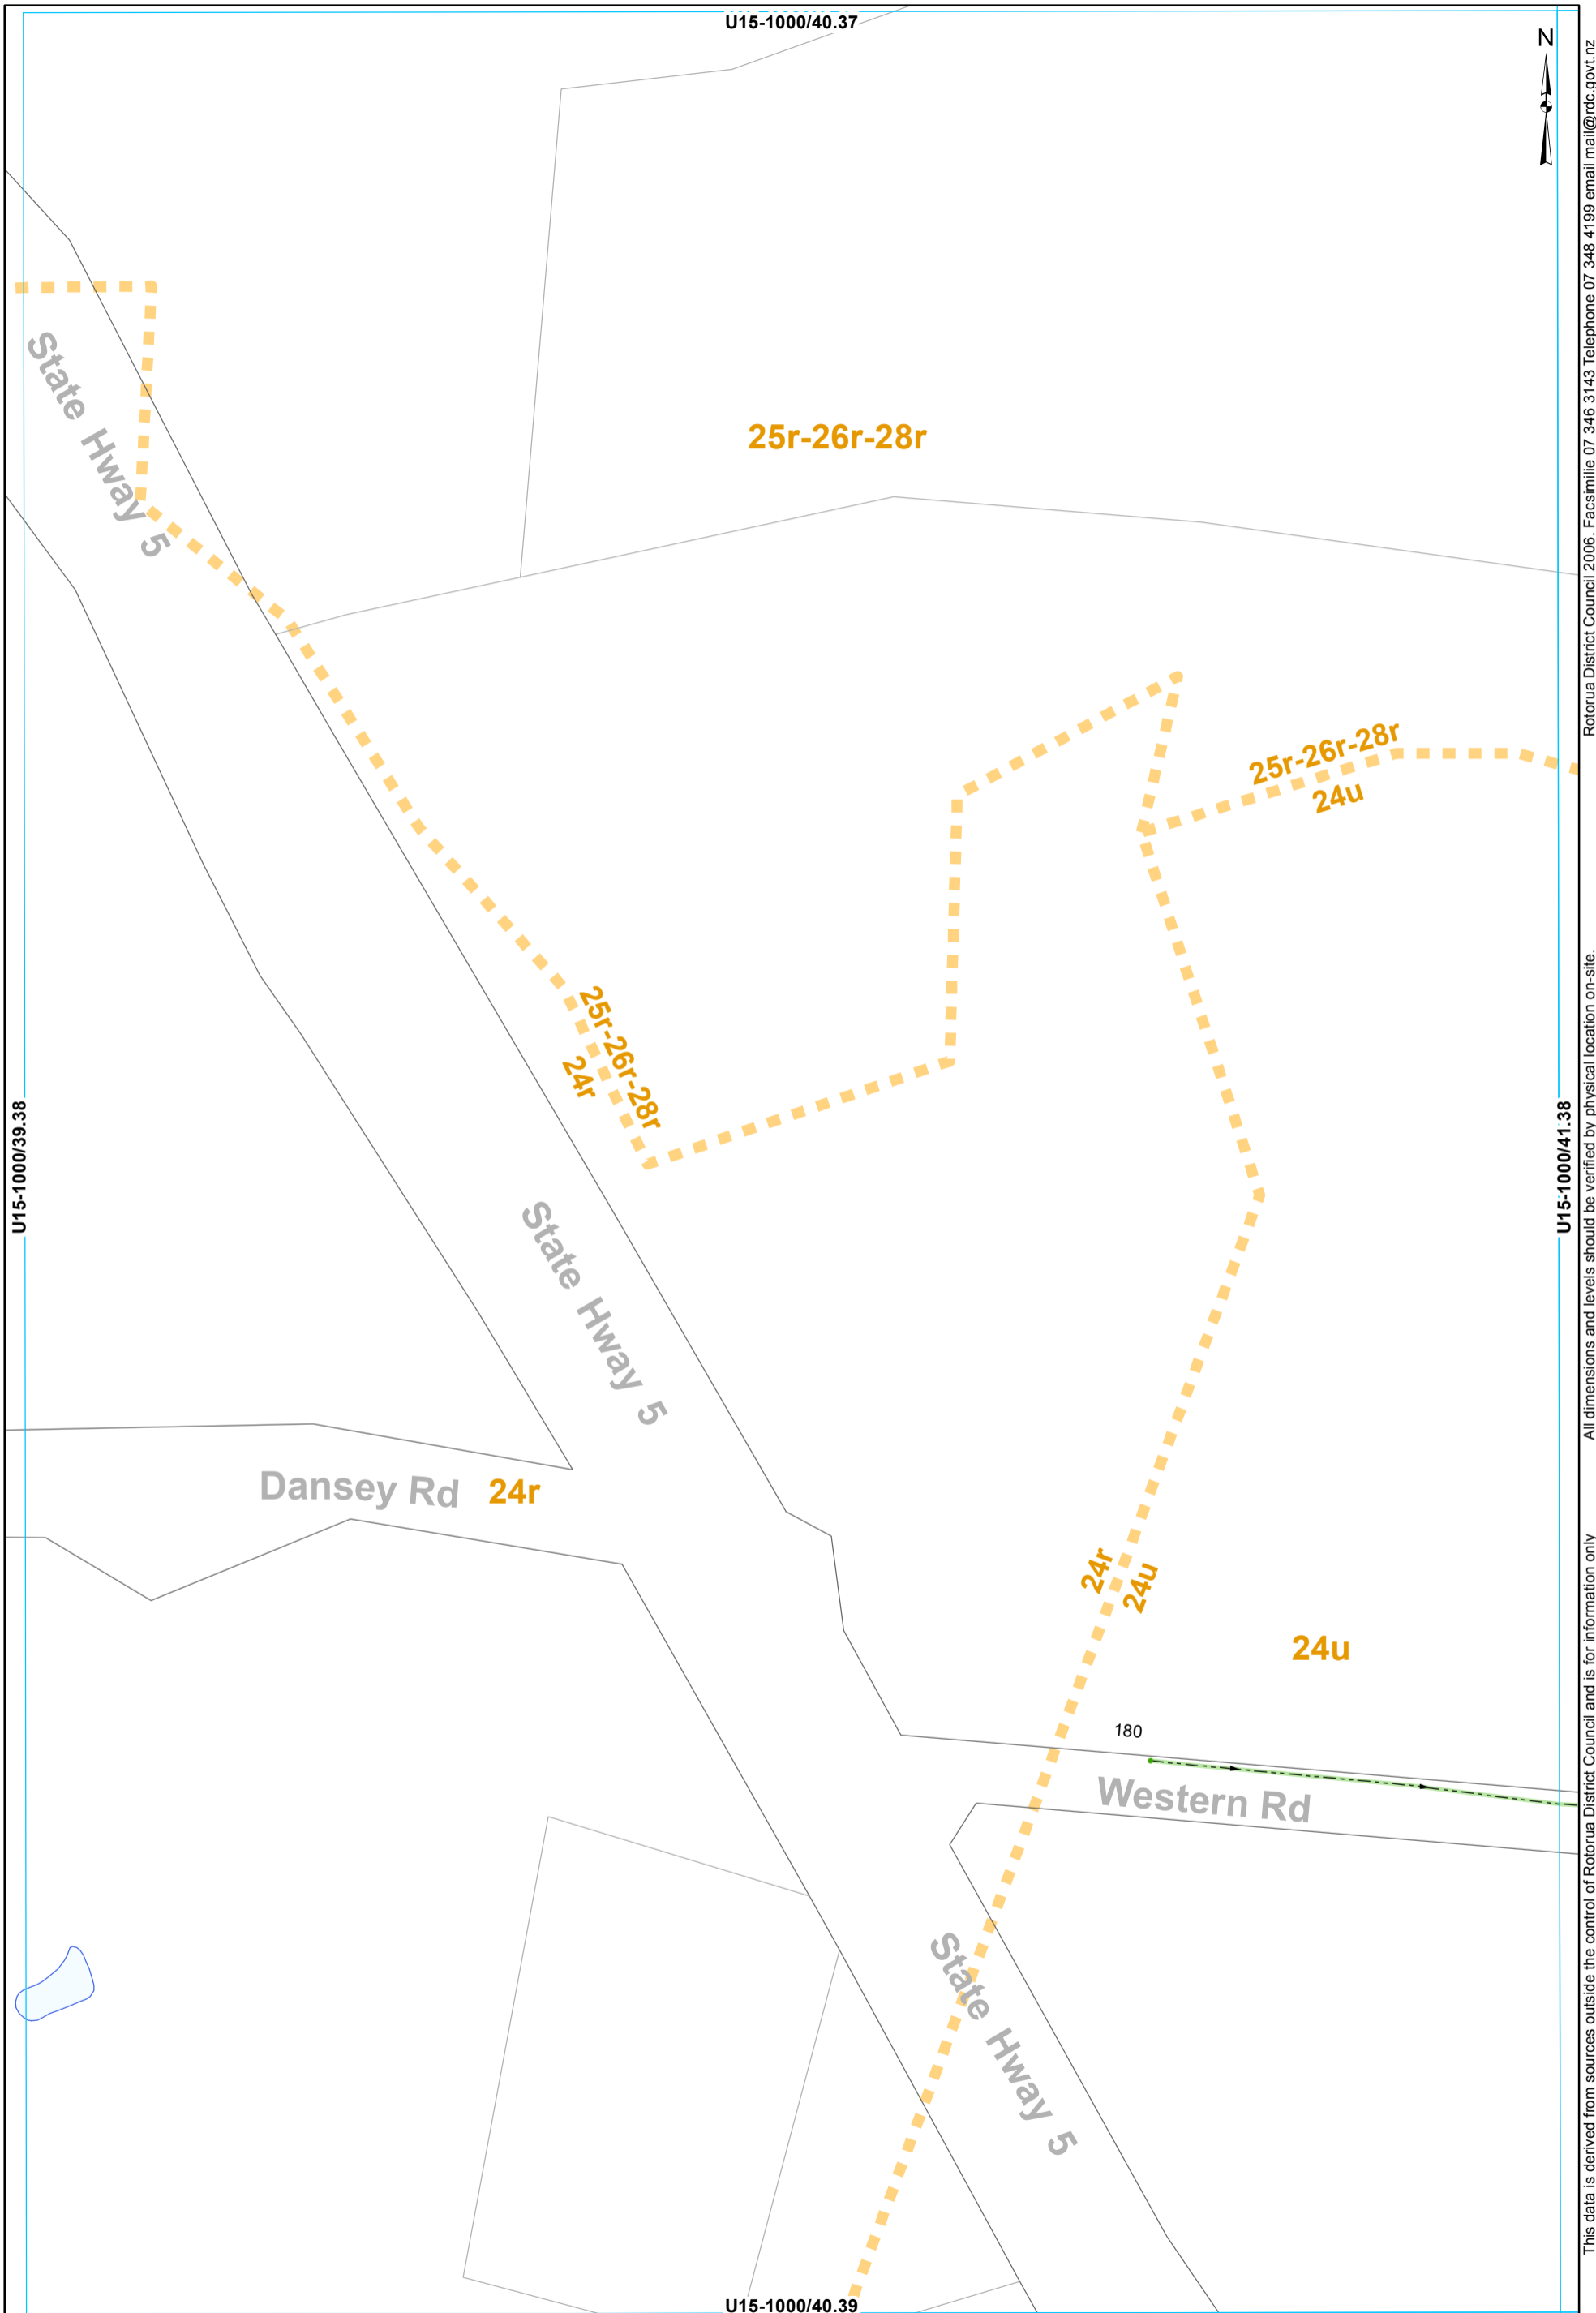 U15-1000/40.37
N
State Hway 5
25r-26r-28r
25r-26r-28r
24u
25r-26r-28r
24r
U15-1000/39.38
U15-1000/41.38
State Hway 5
Dansey Rd
24r
24r
24u
24u
180
Western Rd
State Hway 5
U15-1000/40.39
This data is derived from sources outside the control of Rotorua District Council and is for information only
All dimensions and levels should be verified by physical location on-site.
Rotorua District Council 2006. Facsimilie 07 346 3143 Telephone 07 348 4199 email mail@rdc.govt.nz